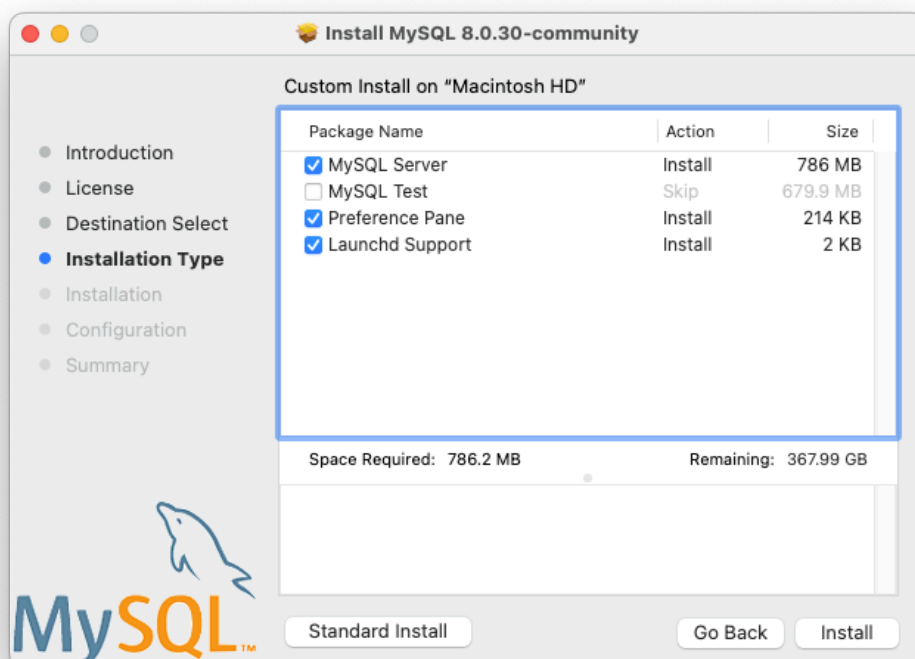 Install MySQL 8.0.30-community
Custom Install on “Macintosh HD”
Introduction
License
Destination Select
Installation Type
Installation
Configuration
Summary
Package Name Action Size
MySQL Server Install 786 MB
MySQL Test Skip 679.9 MB
Preference Pane Install 214 KB
Launchd Support Install 2 KB
Space Required: 786.2 MB Remaining: 367.99 GB
MySQL™
Standard Install Go Back Install